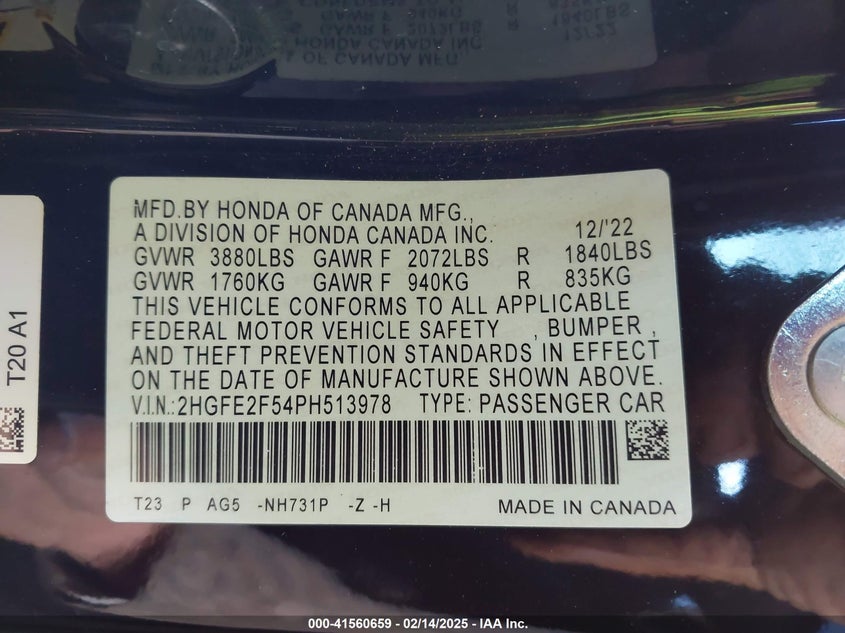 MFD.BY HONDA OF CANADA MFG.,
A DIVISION OF HONDA CANADA INC. 12/'22
GVWR 3880LBS GAWR F 2072LBS R 1840LBS
GVWR 1760KG GAWR F 940KG R 835KG
THIS VEHICLE CONFORMS TO ALL APPLICABLE
FEDERAL MOTOR VEHICLE SAFETY , BUMPER ,
AND THEFT PREVENTION STANDARDS IN EFFECT
ON THE DATE OF MANUFACTURE SHOWN ABOVE.
V.I.N.:2HGFE2F54PH513978 TYPE: PASSENGER CAR
T23 P AG5 -NH731P -Z -H MADE IN CANADA
T20 A1
000-41560659 - 02/14/2025 - IAA Inc.